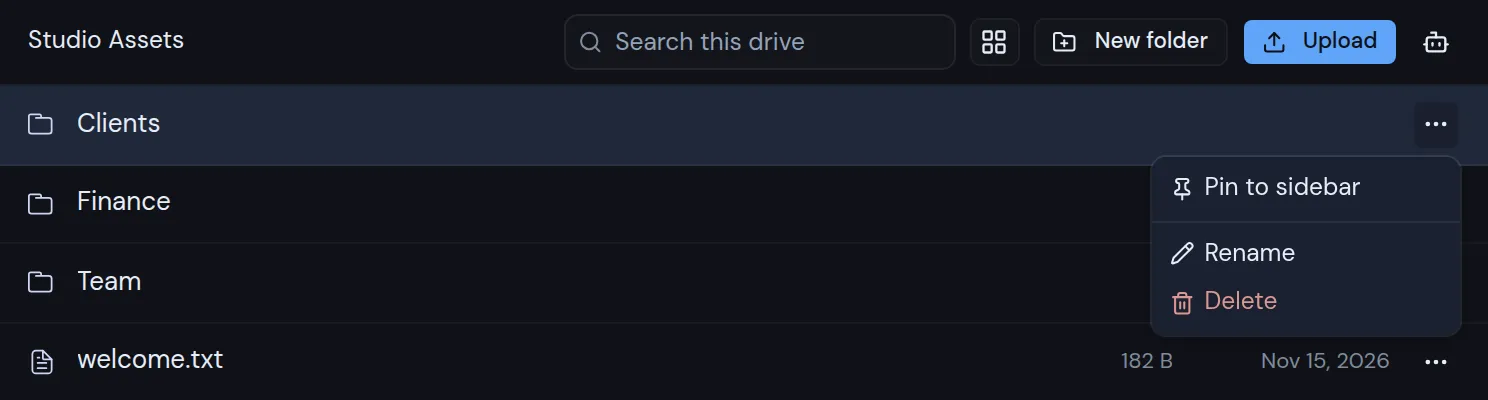 Studio Assets
Search this drive
New folder
Upload
Clients
Pin to sidebar
Finance
Rename
Team
Delete
welcome.txt 182 B Nov 15, 2026